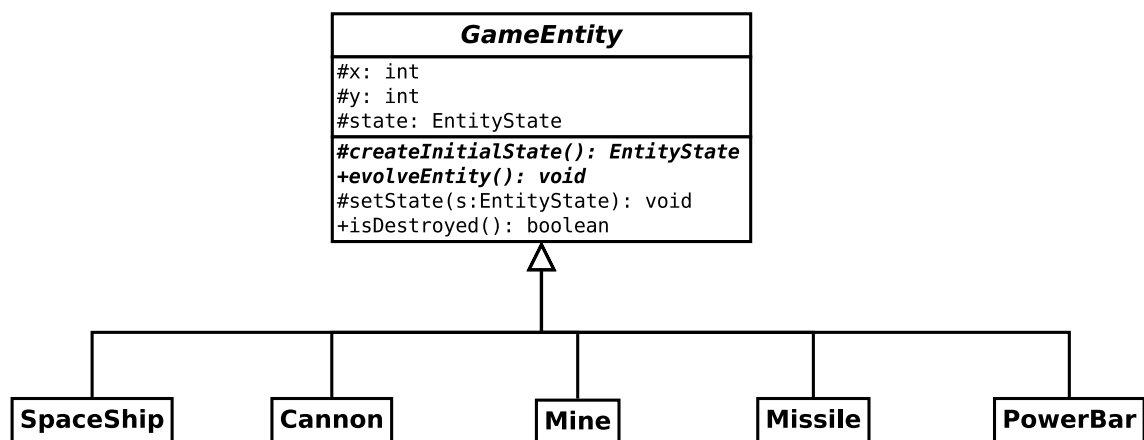 GameEntity
#x: int
#y: int
#state: EntityState
#createInitialState(): EntityState
+evolveEntity(): void
#setState(s:EntityState): void
+isDestroyed(): boolean
SpaceShip Cannon Mine Missile PowerBar